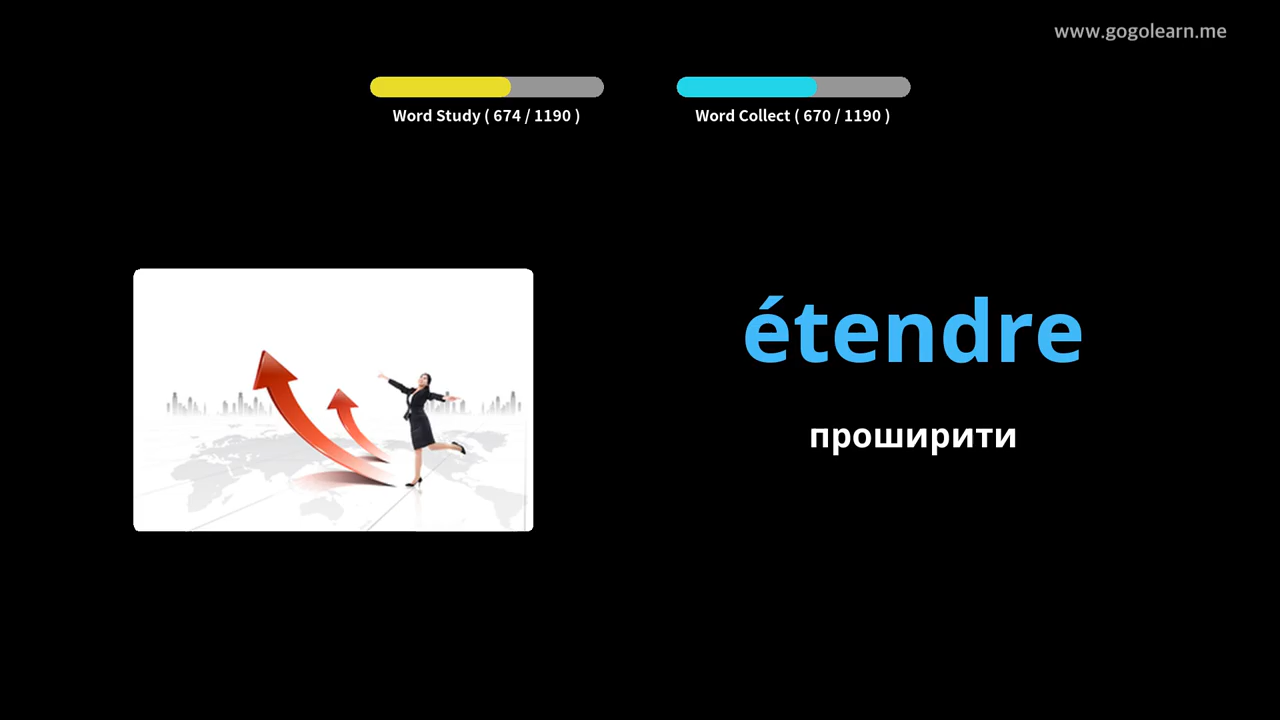 www.gogolearn.me
Word Study ( 674 / 1190 )
Word Collect ( 670 / 1190 )
étendre
проширити